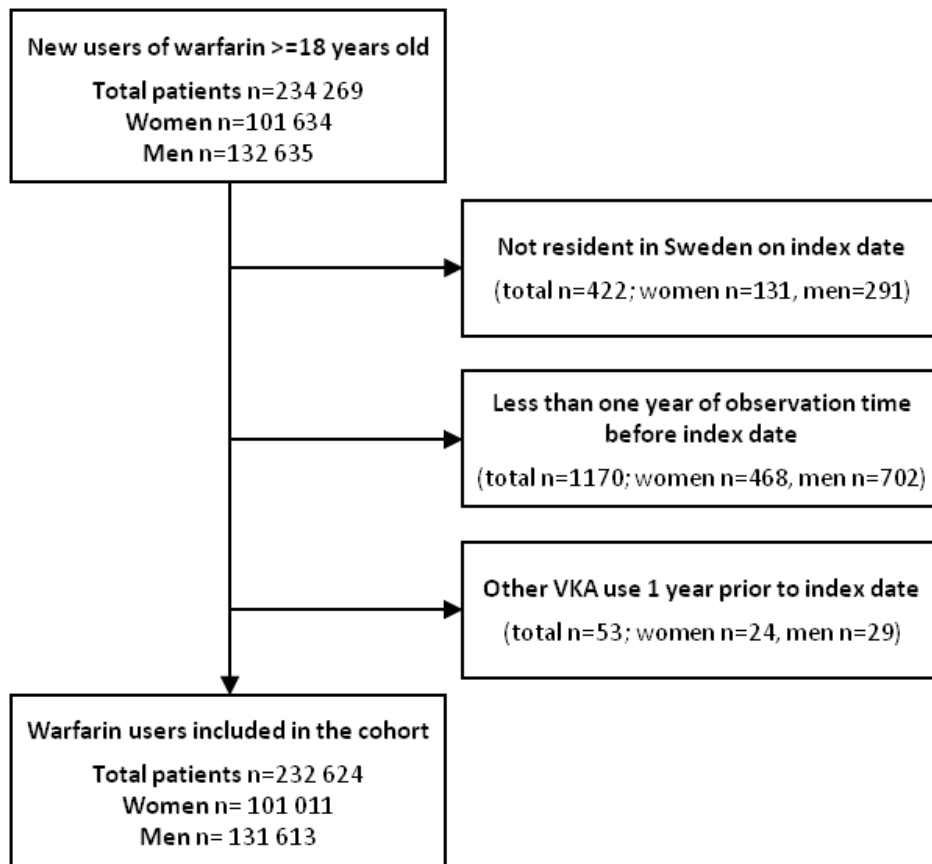 New users of warfarin >=18 years old
Total patients n=234 269
Women n=101 634
Men n=132 635
Not resident in Sweden on index date
(total n=422; women n=131, men=291)
Less than one year of observation time
before index date
(total n=1170; women n=468, men n=702)
Other VKA use 1 year prior to index date
(total n=53; women n=24, men n=29)
Warfarin users included in the cohort
Total patients n=232 624
Women n= 101 011
Men n= 131 613